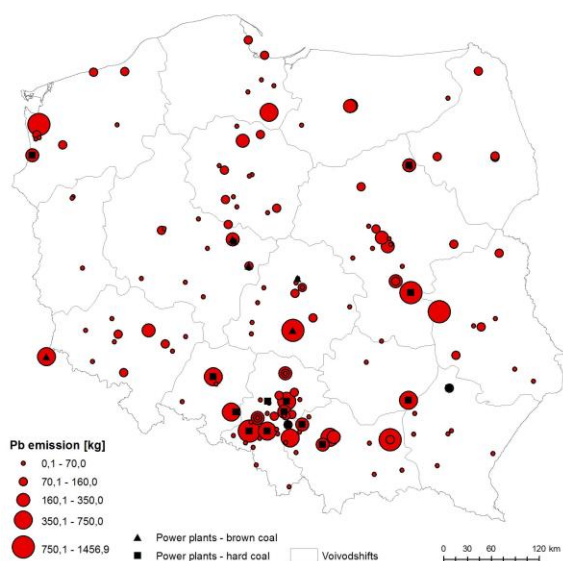 Pb emission [kg]
0,1 - 70,0
70,1 - 160,0
160,1 - 350,0
350,1 - 750,0
750,1 - 1456,9
Power plants - brown coal
Power plants - hard coal
Voivodshifts
0 30 60 90 120 km